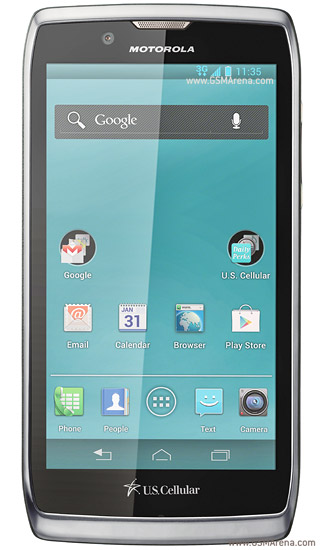 MOTOROLA
3G 11:35
www.GSMArena.com
Google
Google
Daily Perks
U.S. Cellular
JAN
31
Email Calendar Browser Play Store
Phone People Text Camera
U.S. Cellular
www.GSMArena.com